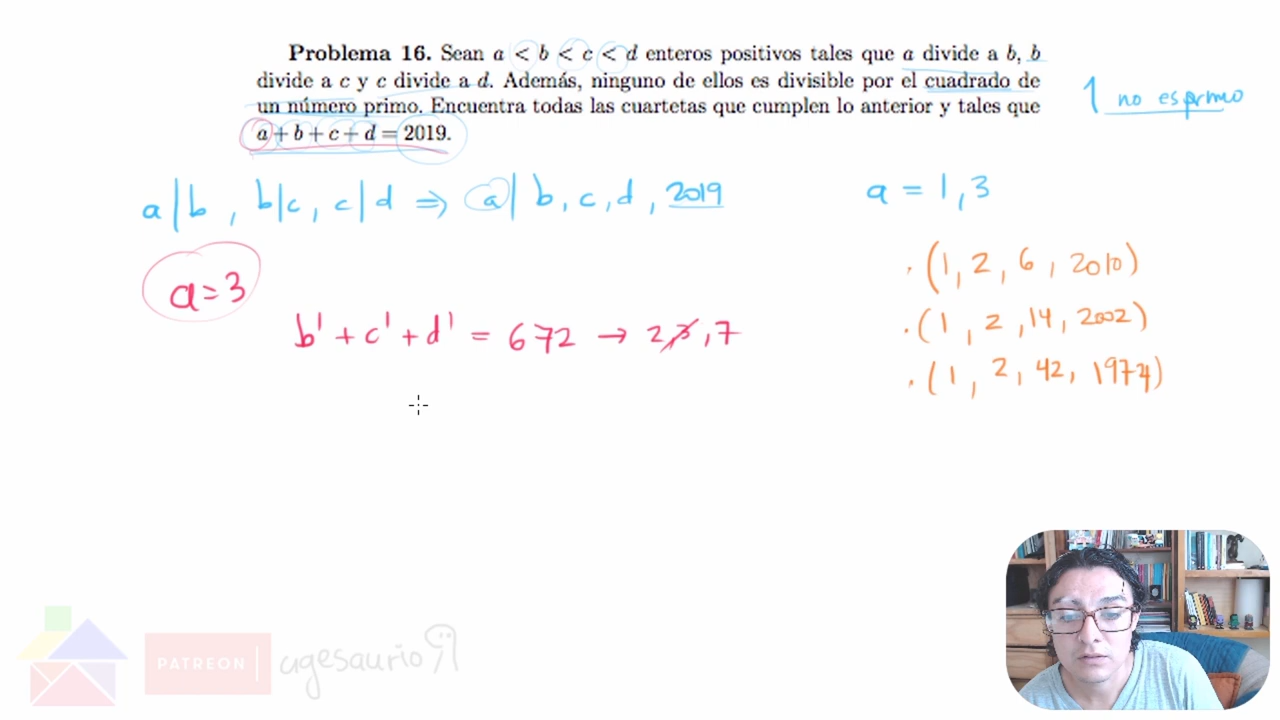 Problema 16. Sean a < b < c < d enteros positivos tales que a divide a b, b
divide a c y c divide a d. Además, ninguno de ellos es divisible por el cuadrado de
un número primo. Encuentra todas las cuartetas que cumplen lo anterior y tales que
a + b + c + d = 2019.
1 no es primo
a|b , b|c , c|d ⇒ a| b, c, d, 2019
a = 1, 3
a=3
· (1, 2, 6, 2010)
b' + c' + d' = 672 → 2,3,7
· (1, 2, 14, 2002)
· (1, 2, 42, 1974)
PATREON
agesaurio